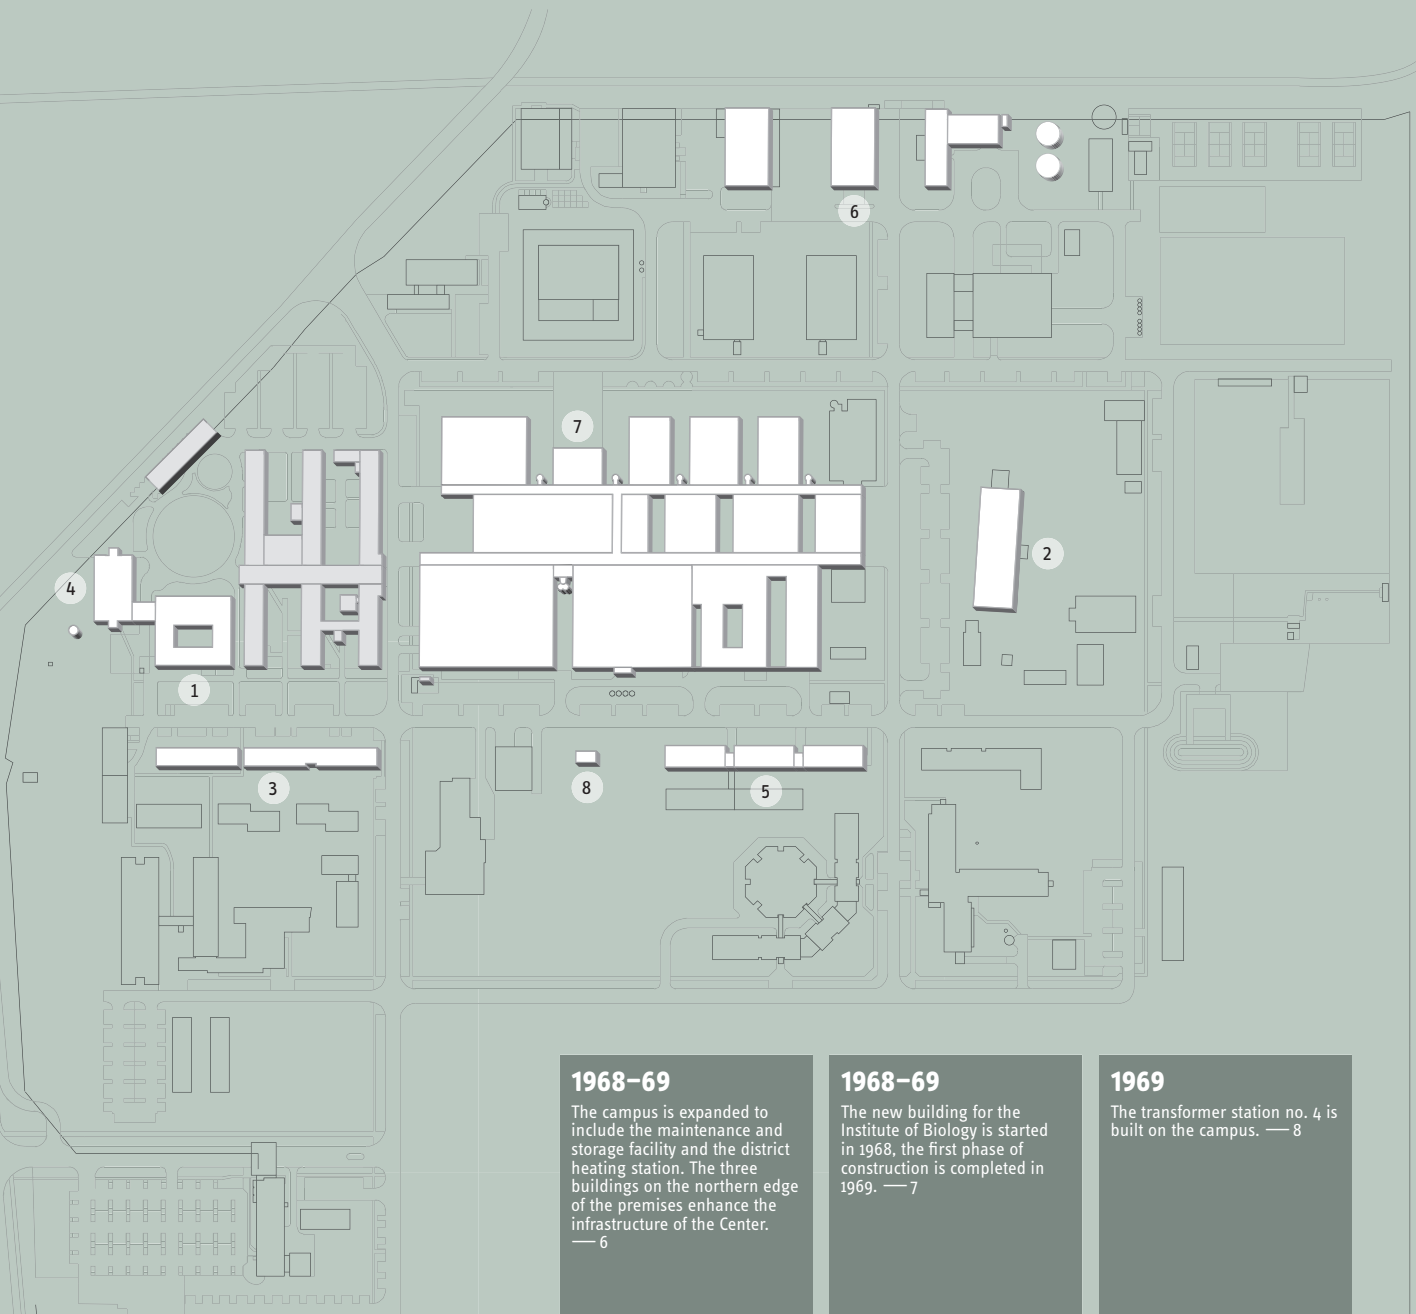 6
7
2
4
1
3
8
5
1968–69
The campus is expanded to
include the maintenance and
storage facility and the district
heating station. The three
buildings on the northern edge
of the premises enhance the
infrastructure of the Center.
— 6
1968–69
The new building for the
Institute of Biology is started
in 1968, the first phase of
construction is completed in
1969. — 7
1969
The transformer station no. 4 is
built on the campus. — 8